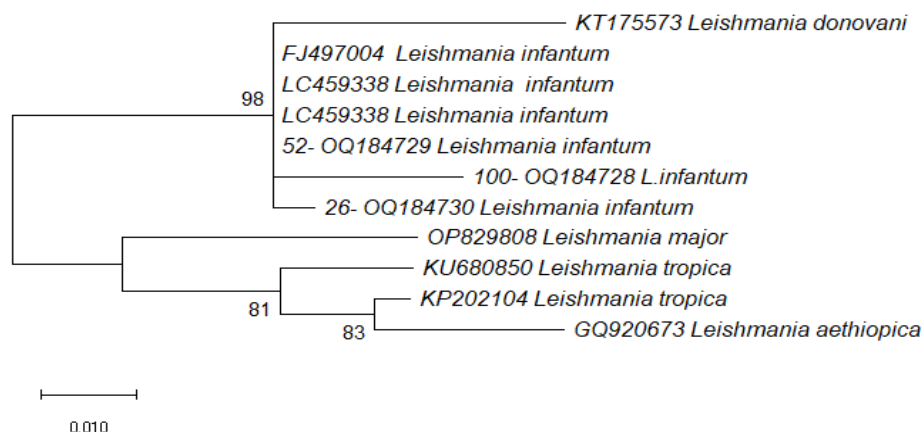 KT175573 Leishmania donovani
FJ497004 Leishmania infantum
LC459338 Leishmania infantum
98
LC459338 Leishmania infantum
52- OQ184729 Leishmania infantum
100- OQ184728 L.infantum
26- OQ184730 Leishmania infantum
OP829808 Leishmania major
KU680850 Leishmania tropica
KP202104 Leishmania tropica
81
83
GQ920673 Leishmania aethiopica
0.010